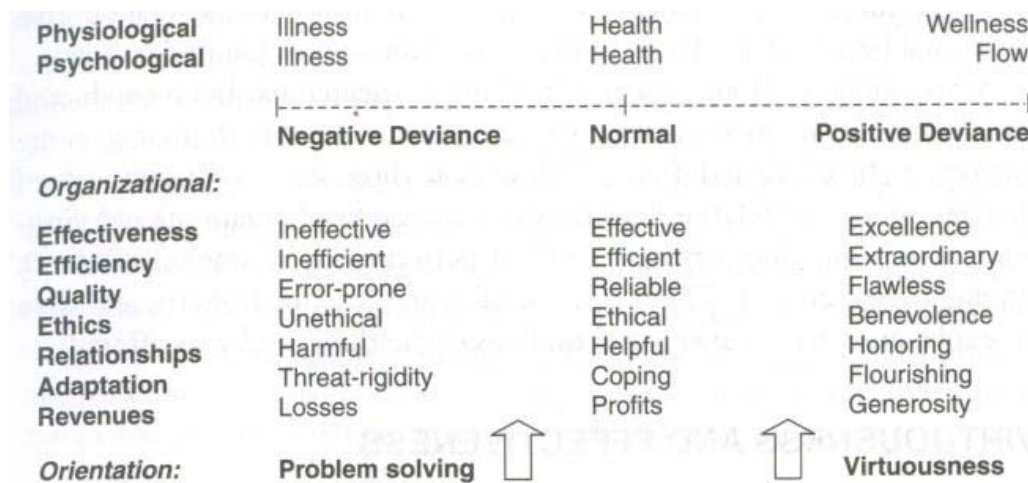 Physiological Illness Health Wellness
Psychological Illness Health Flow
Negative Deviance Normal Positive Deviance
Organizational:
Effectiveness Ineffective Effective Excellence
Efficiency Inefficient Efficient Extraordinary
Quality Error-prone Reliable Flawless
Ethics Unethical Ethical Benevolence
Relationships Harmful Helpful Honoring
Adaptation Threat-rigidity Coping Flourishing
Revenues Losses Profits Generosity
Orientation: Problem solving Virtuousness